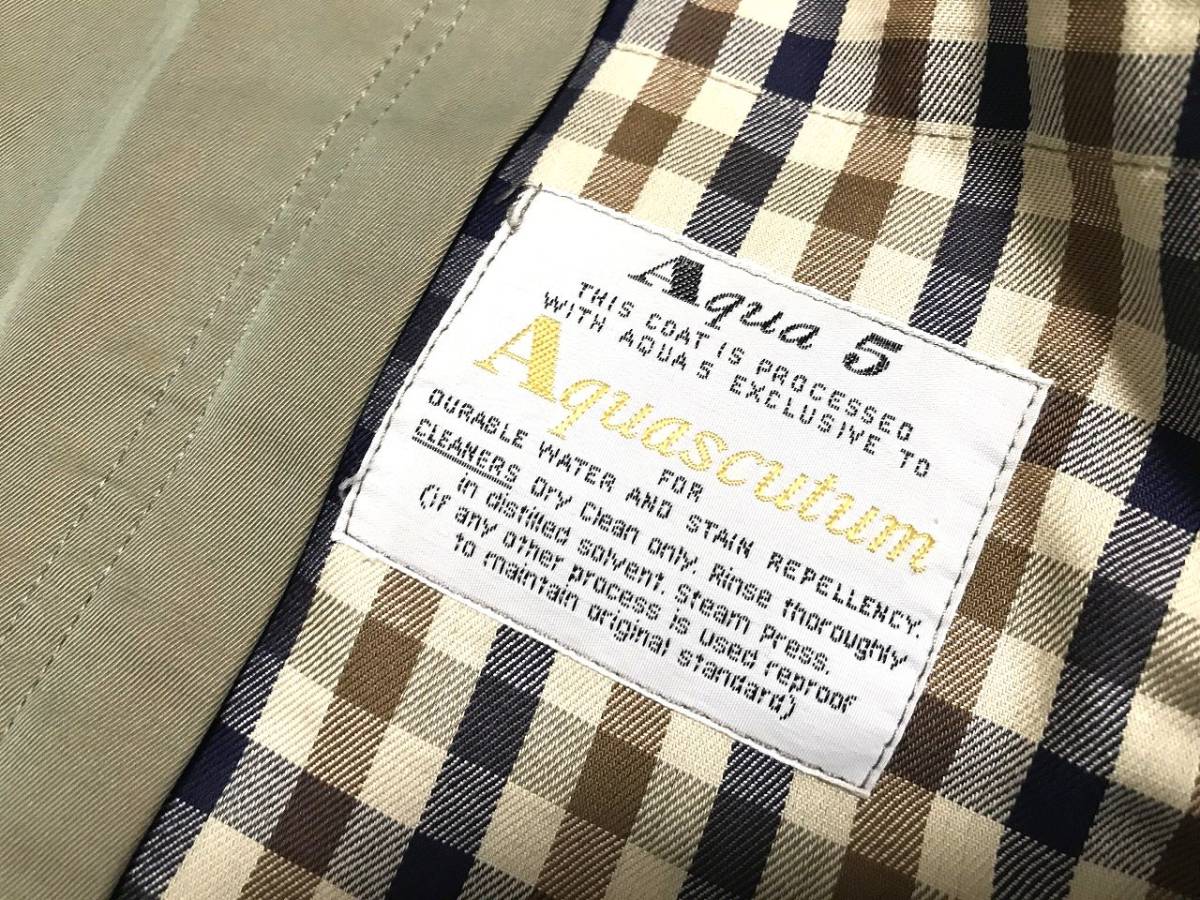 Aqua 5
THIS COAT IS PROCESSED
WITH AQUA 5 EXCLUSIVE TO
Aquascutum
FOR
DURABLE WATER AND STAIN REPELLENCY.
CLEANERS Dry Clean only. Rinse thoroughly
in distilled solvent. Steam press.
(if any other process is used reproof
to maintain original standard)